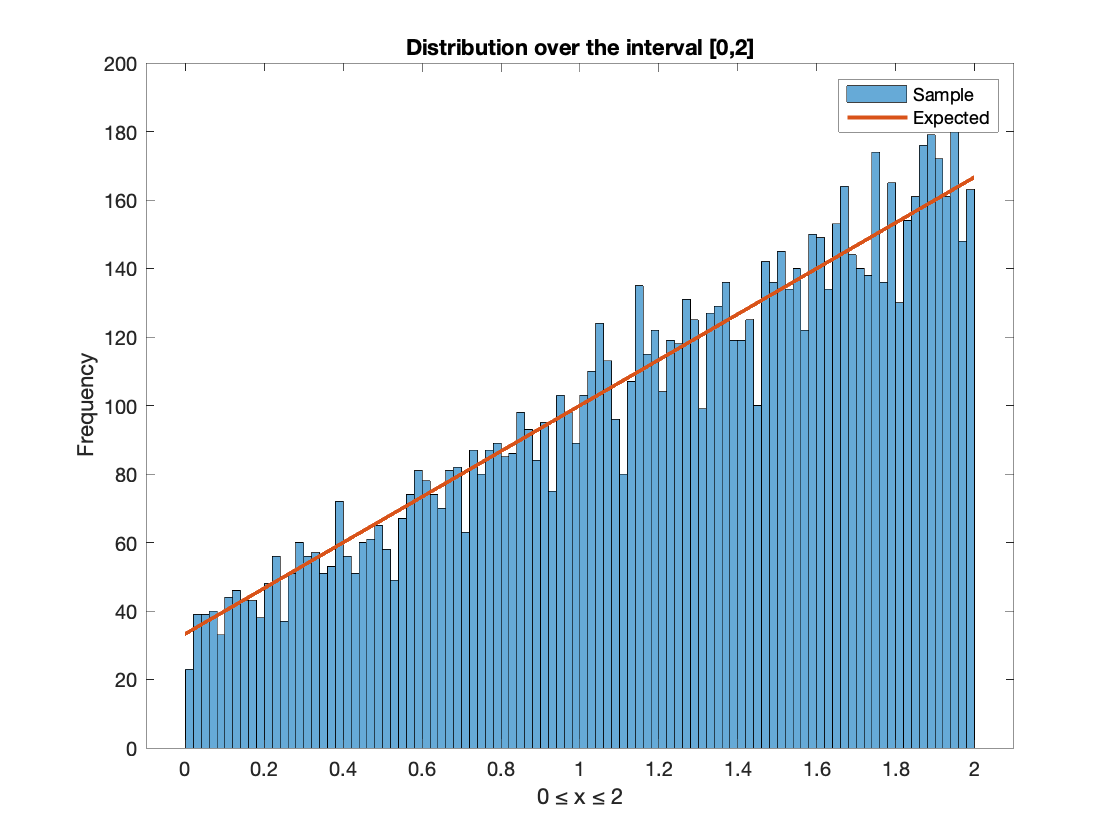 Distribution over the interval [0,2]
200
180
160
140
120
100
80
60
40
20
0
Frequency
Sample
Expected
0 0.2 0.4 0.6 0.8 1 1.2 1.4 1.6 1.8 2
0 ≤ x ≤ 2